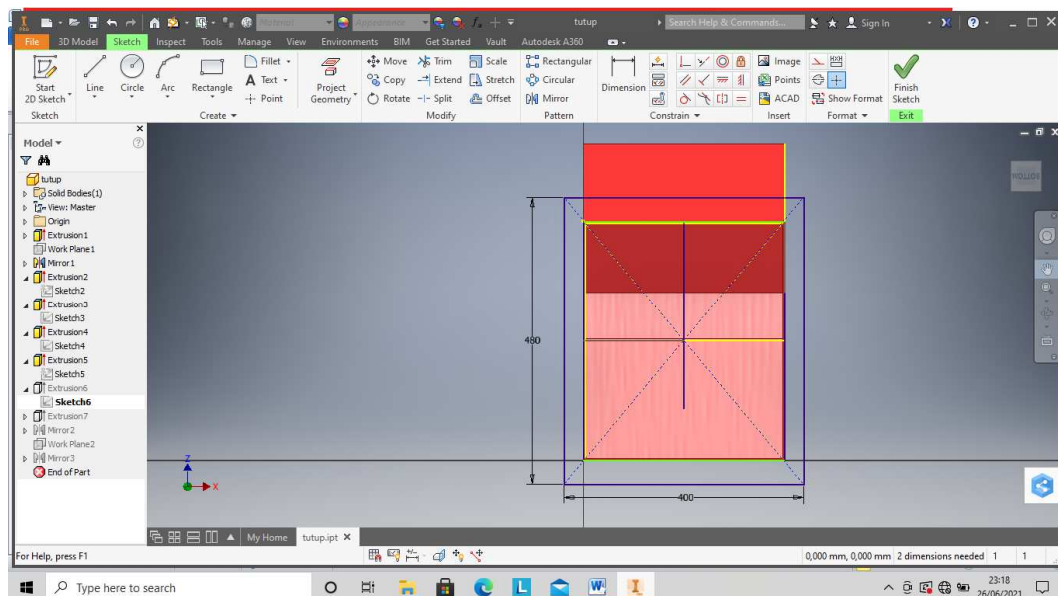 I PRO Material Appearance tutup Search Help & Commands... Sign In
File 3D Model Sketch Inspect Tools Manage View Environments BIM Get Started Vault Autodesk A360
Start 2D Sketch Line Circle Arc Rectangle Fillet Text Point Project Geometry Move Copy Rotate Trim Extend Split Scale Stretch Offset Rectangular Circular Mirror Dimension Image Points ACAD Show Format Finish Sketch
Sketch Create Modify Pattern Constrain Insert Format Exit
Model
tutup
Solid Bodies(1)
View: Master
Origin
Extrusion1
Work Plane1
Mirror1
Extrusion2
Sketch2
Extrusion3
Sketch3
Extrusion4
Sketch4
Extrusion5
Sketch5
Extrusion6
Sketch6
Extrusion7
Mirror2
Work Plane2
Mirror3
End of Part
BOTTOM
480
400
Z
X
My Home tutup.ipt
For Help, press F1 0,000 mm, 0,000 mm 2 dimensions needed 1 1
Type here to search 23:18
26/06/2021